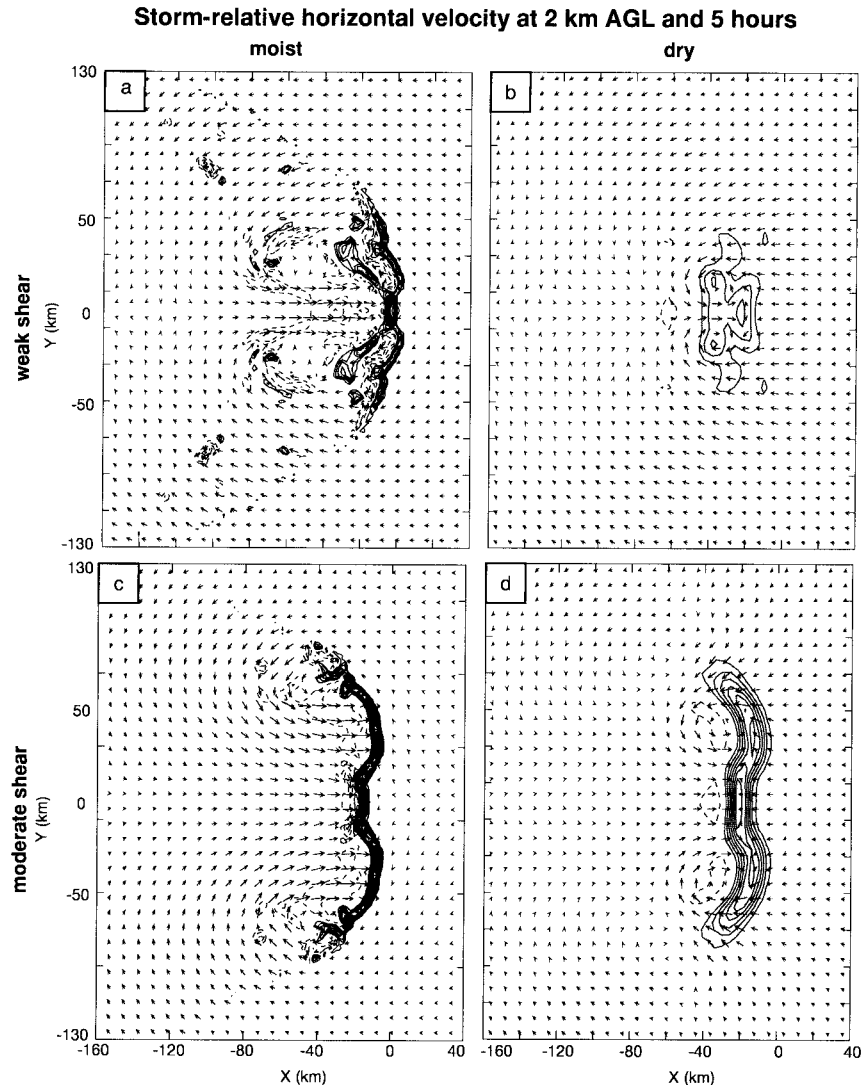 Storm-relative horizontal velocity at 2 km AGL and 5 hours
moist
dry
130
a
b
50
weak shear
Y (km)
0
-50
-130
130
c
d
50
moderate shear
Y (km)
0
-50
-130
-160
-80
-40
0
40
-160
-80
-40
0
40
X (km)
X (km)